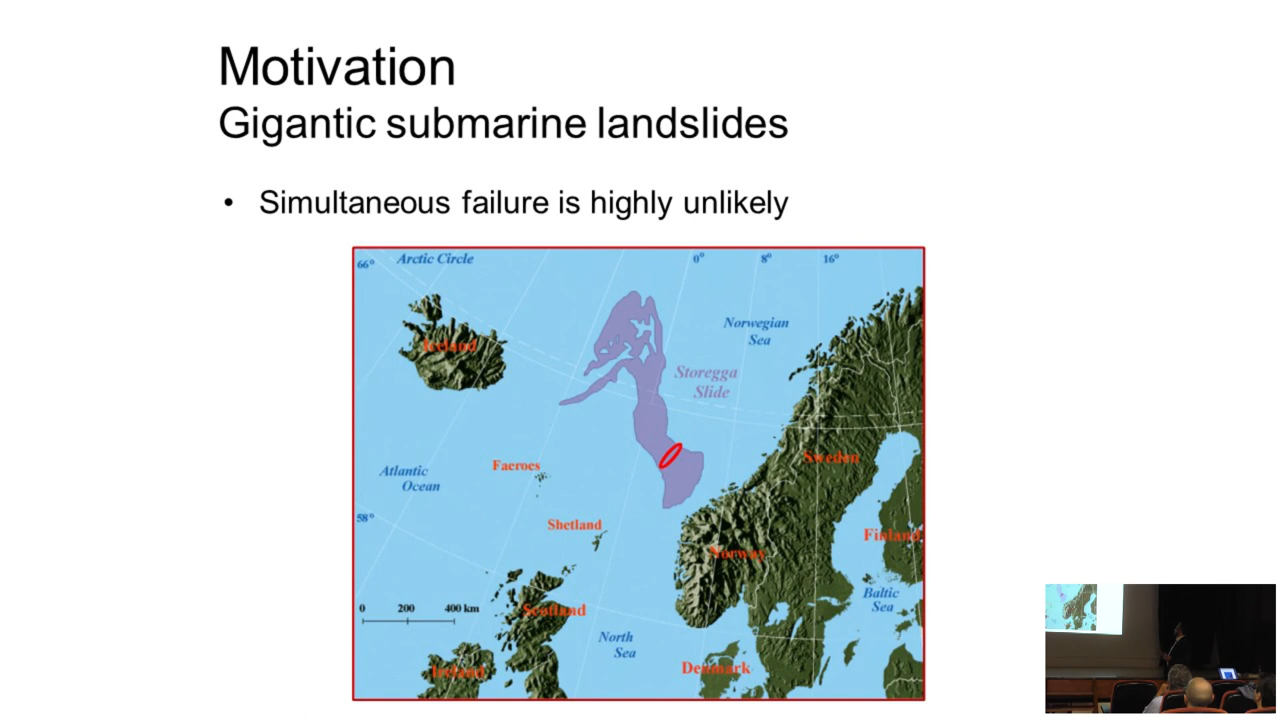 Motivation
Gigantic submarine landslides
• Simultaneous failure is highly unlikely
66°
Arctic Circle
0°
8°
16°
Norwegian
Sea
Iceland
Storegga
Slide
Sweden
Faeroes
Atlantic
Ocean
58°
Shetland
Finland
Norway
Baltic
Sea
0 200 400 km
Scotland
North
Sea
Ireland
Denmark